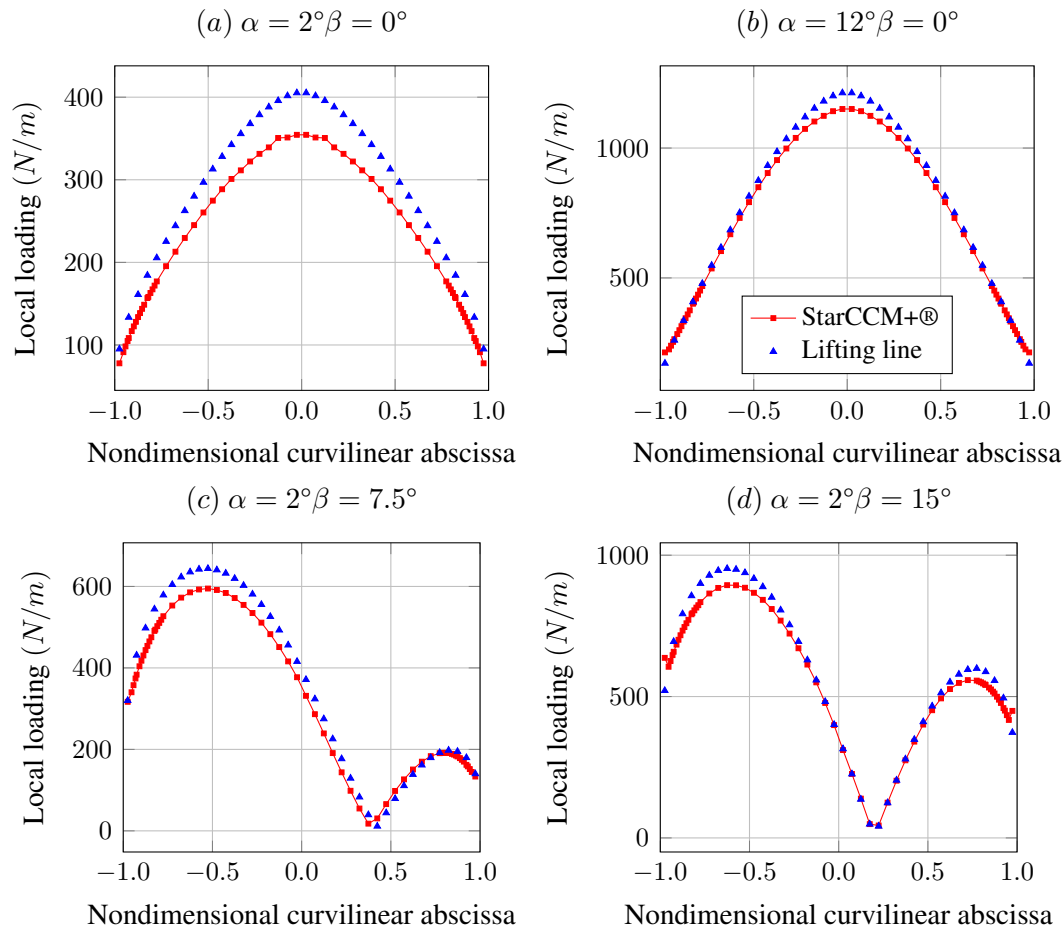 (a) α = 2°β = 0°
400
300
200
100
Local loading (N/m)
−1.0 −0.5 0.0 0.5 1.0
Nondimensional curvilinear abscissa
(b) α = 12°β = 0°
1000
500
Local loading (N/m)
StarCCM+®
Lifting line
−1.0 −0.5 0.0 0.5 1.0
Nondimensional curvilinear abscissa
(c) α = 2°β = 7.5°
600
400
200
0
Local loading (N/m)
−1.0 −0.5 0.0 0.5 1.0
Nondimensional curvilinear abscissa
(d) α = 2°β = 15°
1000
500
0
Local loading (N/m)
−1.0 −0.5 0.0 0.5 1.0
Nondimensional curvilinear abscissa